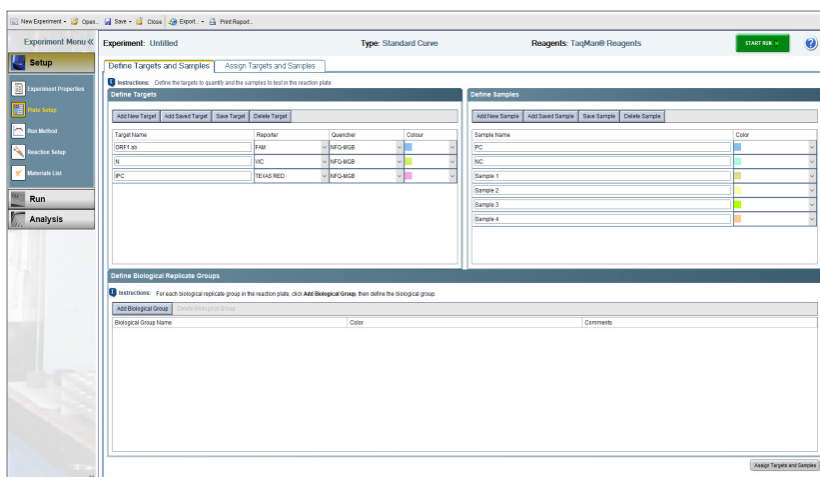 New Experiment Open... Save Close Export... Print Report...
Experiment Menu «
Experiment: Untitled Type: Standard Curve Reagents: TaqMan® Reagents START RUN
Setup
Experiment Properties
Plate Setup
Run Method
Reaction Setup
Materials List
Run
Analysis
Define Targets and Samples Assign Targets and Samples
Instructions: Define the targets to quantify and the samples to test in the reaction plate.
Define Targets
Add New Target Add Saved Target Save Target Delete Target
Target Name Reporter Quencher Colour
ORF1 ab FAM NFQ-MGB
N VIC NFQ-MGB
IPC TEXAS RED NFQ-MGB
Define Samples
Add New Sample Add Saved Sample Save Sample Delete Sample
Sample Name Color
PC
NC
Sample 1
Sample 2
Sample 3
Sample 4
Define Biological Replicate Groups
Instructions: For each biological replicate group in the reaction plate, click Add Biological Group, then define the biological group.
Add Biological Group Delete Biological Group
Biological Group Name Color Comments
Assign Targets and Samples